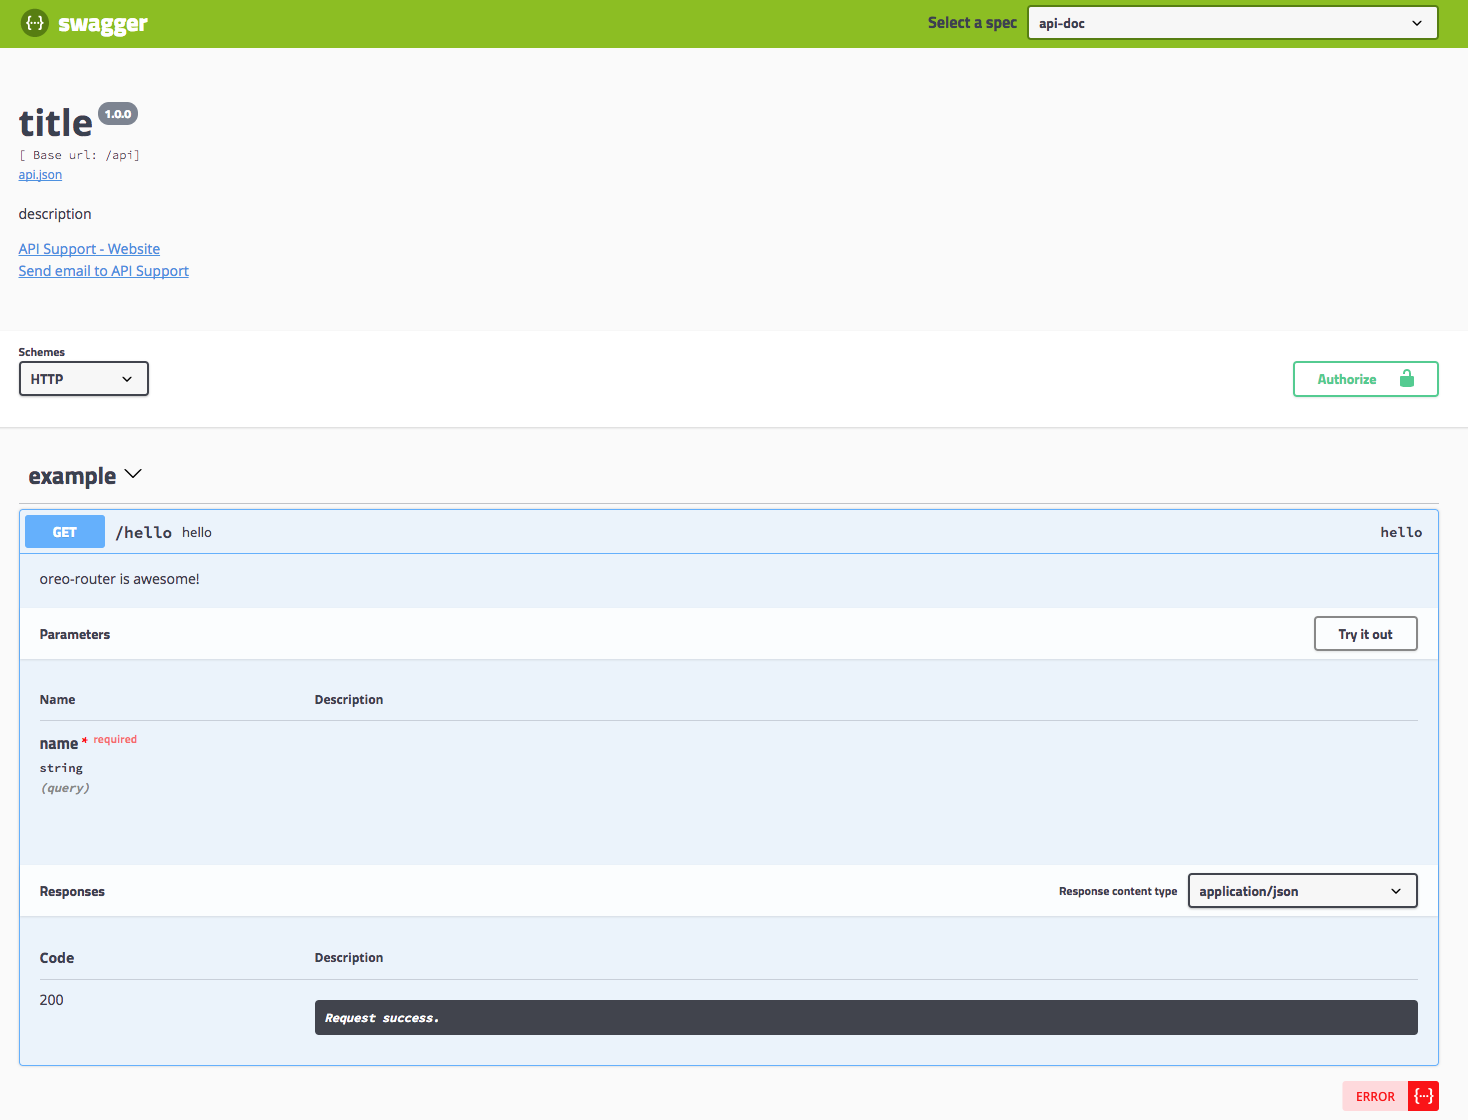 {···} swagger Select a spec api-doc
title 1.0.0
[ Base url: /api]
api.json
description
API Support - Website
Send email to API Support
Schemes
HTTP Authorize
example
GET /hello hello hello
oreo-router is awesome!
Parameters Try it out
Name Description
name * required
string
(query)
Responses Response content type application/json
Code Description
200 Request success.
ERROR {···}